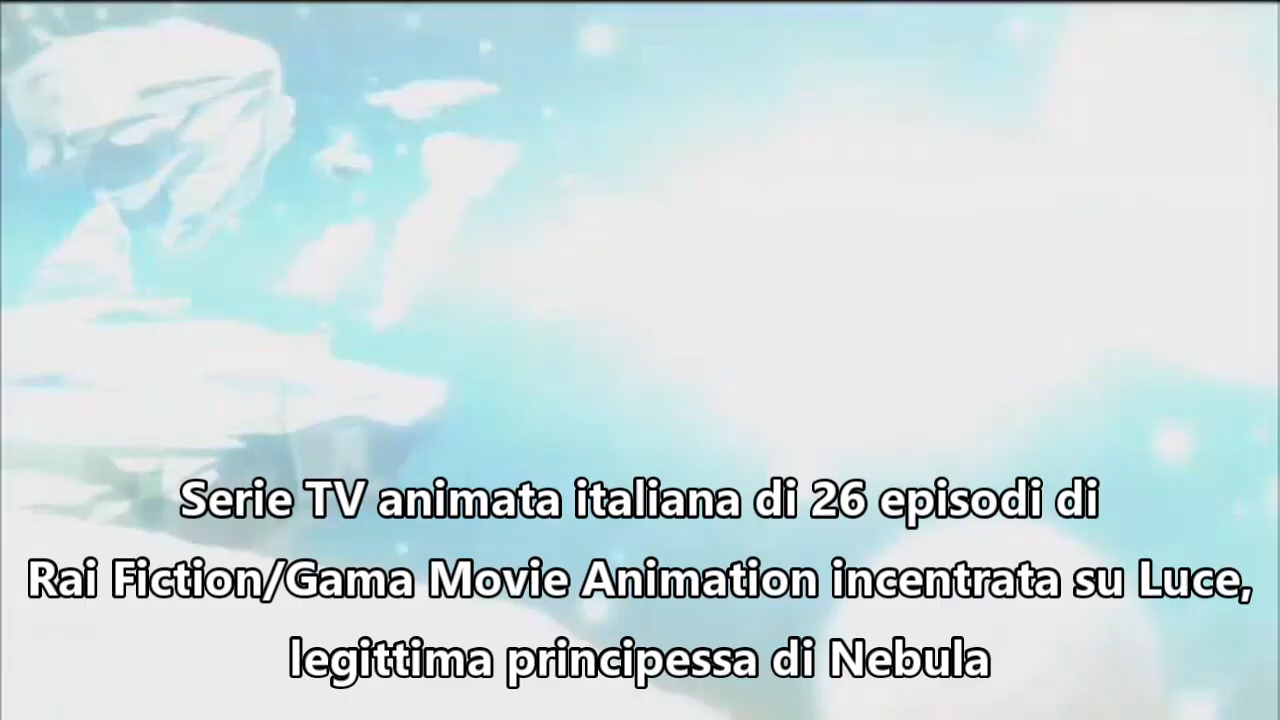 Serie TV animata italiana di 26 episodi di
Rai Fiction/Gama Movie Animation incentrata su Luce,
legittima principessa di Nebula